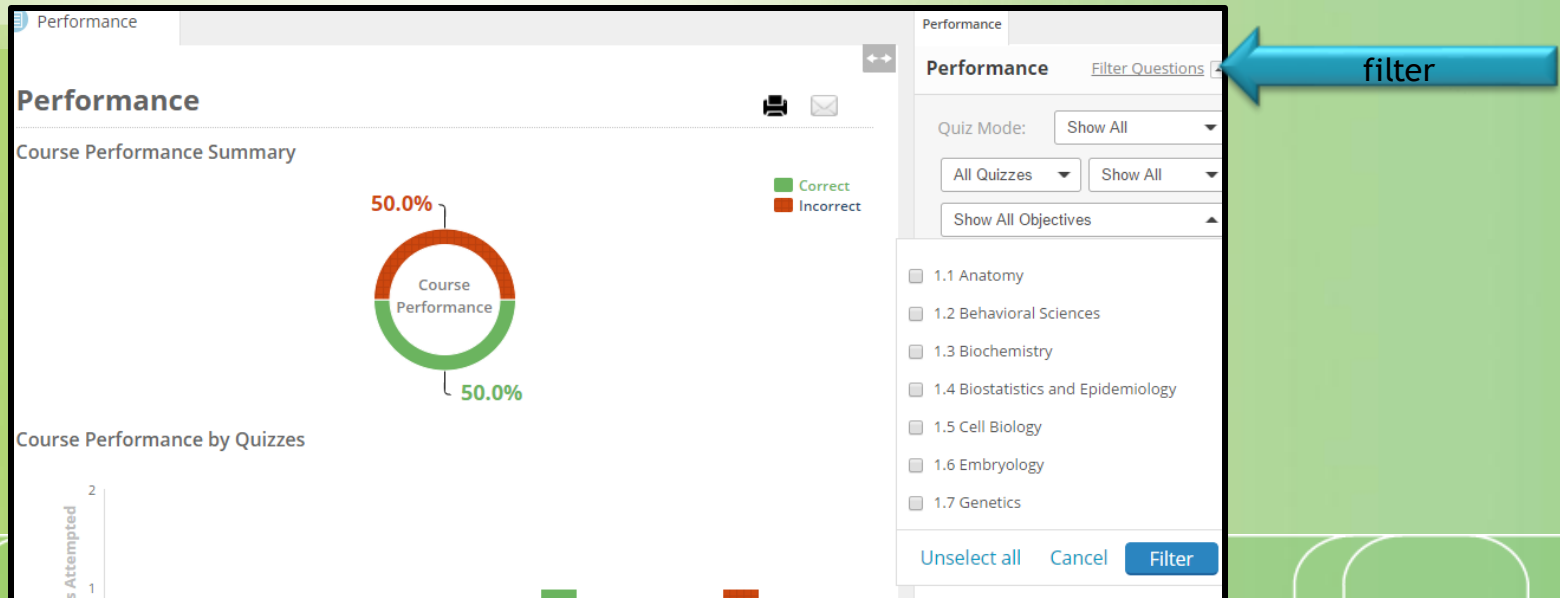 Performance
Performance
Course Performance Summary
Correct
Incorrect
50.0%
Course
Performance
50.0%
Course Performance by Quizzes
2
1
Attempted
Performance
Performance Filter Questions
Quiz Mode: Show All
All Quizzes Show All
Show All Objectives
1.1 Anatomy
1.2 Behavioral Sciences
1.3 Biochemistry
1.4 Biostatistics and Epidemiology
1.5 Cell Biology
1.6 Embryology
1.7 Genetics
Unselect all Cancel Filter
filter